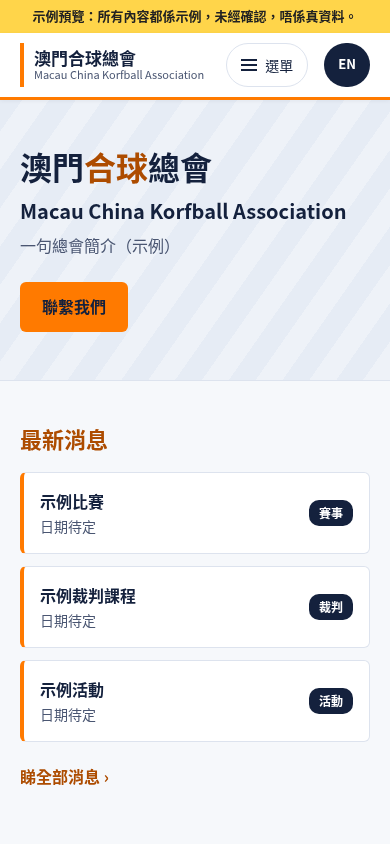 示例預覽：所有內容都係示例，未經確認，唔係真資料。
澳門合球總會
Macau China Korfball Association
選單
EN
澳門合球總會
Macau China Korfball Association
一句總會簡介（示例）
聯繫我們
最新消息
示例比賽
日期待定
賽事
示例裁判課程
日期待定
裁判
示例活動
日期待定
活動
睇全部消息 ›